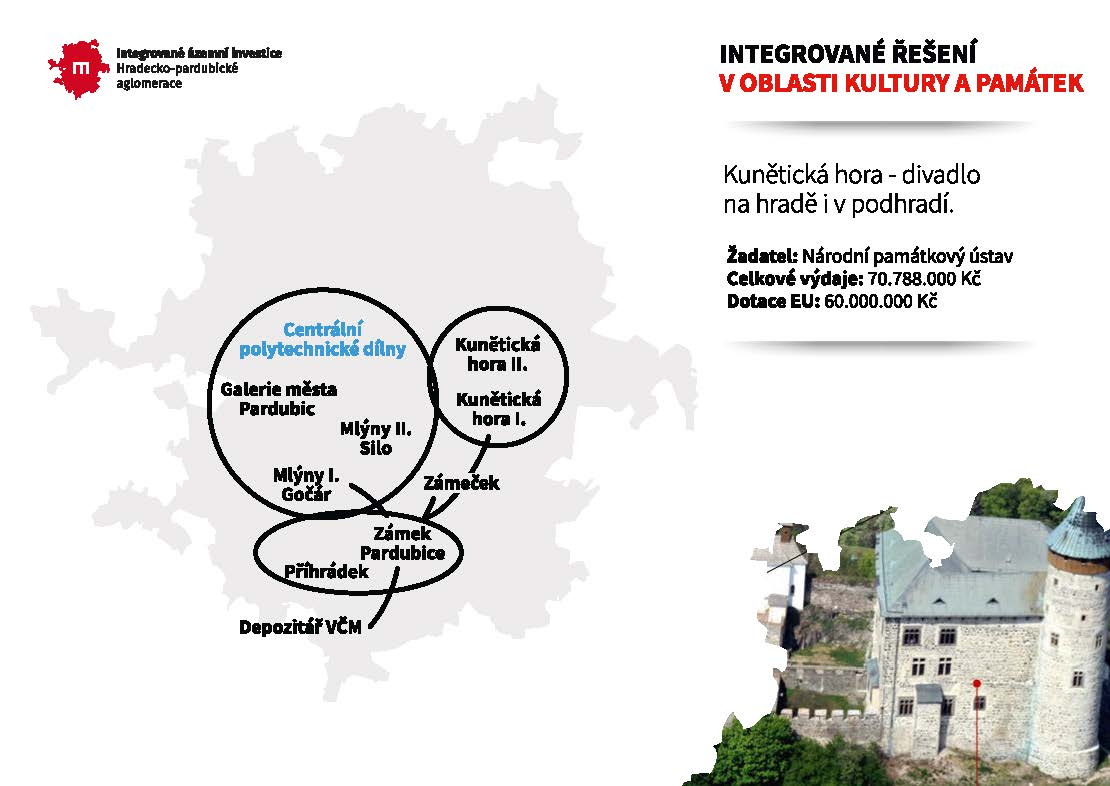 m
Integrované územní investice
Hradecko-pardubické
aglomerace
INTEGROVANÉ ŘEŠENÍ
V OBLASTI KULTURY A PAMÁTEK
Kunětická hora - divadlo
na hradě i v podhradí.
Žadatel: Národní památkový ústav
Celkové výdaje: 70.788.000 Kč
Dotace EU: 60.000.000 Kč
Centrální
polytechnické dílny
Galerie města
Pardubic
Mlýny II.
Silo
Mlýny I.
Gočár
Kunětická
hora II.
Kunětická
hora I.
Zámeček
Zámek
Pardubice
Příhrádek
Depozitář VČM